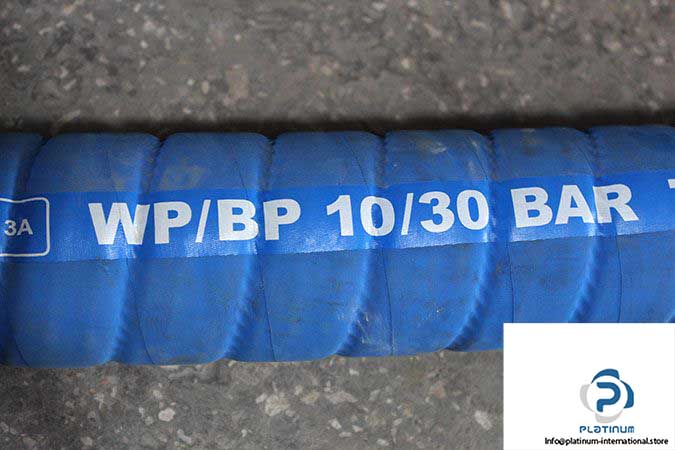 3A WP/BP 10/30 BAR
PLATINUM
Info@platinum-international.store